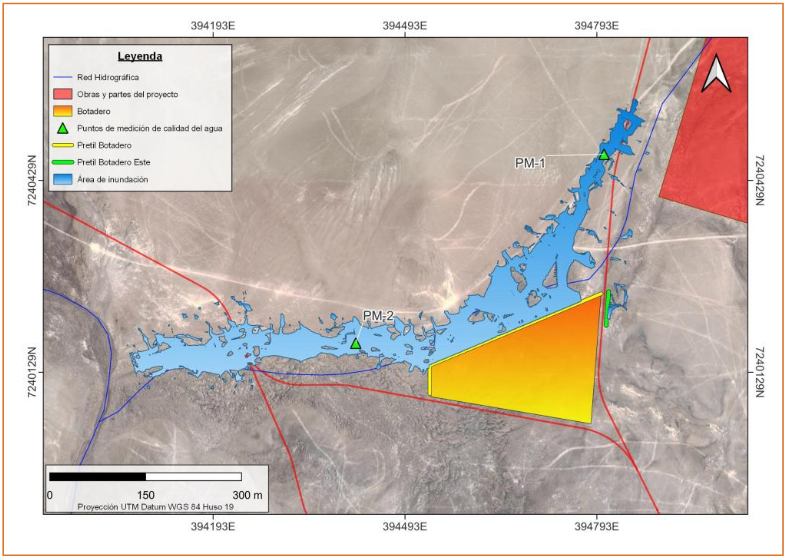 394193E 394493E 394793E
Leyenda
Red Hidrográfica
Obras y partes del proyecto
Botadero
Puntos de medición de calidad del agua
Pretil Botadero
Pretil Botadero Este
Área de inundación
PM-1
7240429N 7240429N
PM-2
7240129N 7240129N
0 150 300 m
Proyección UTM Datum WGS 84 Huso 19
394193E 394493E 394793E